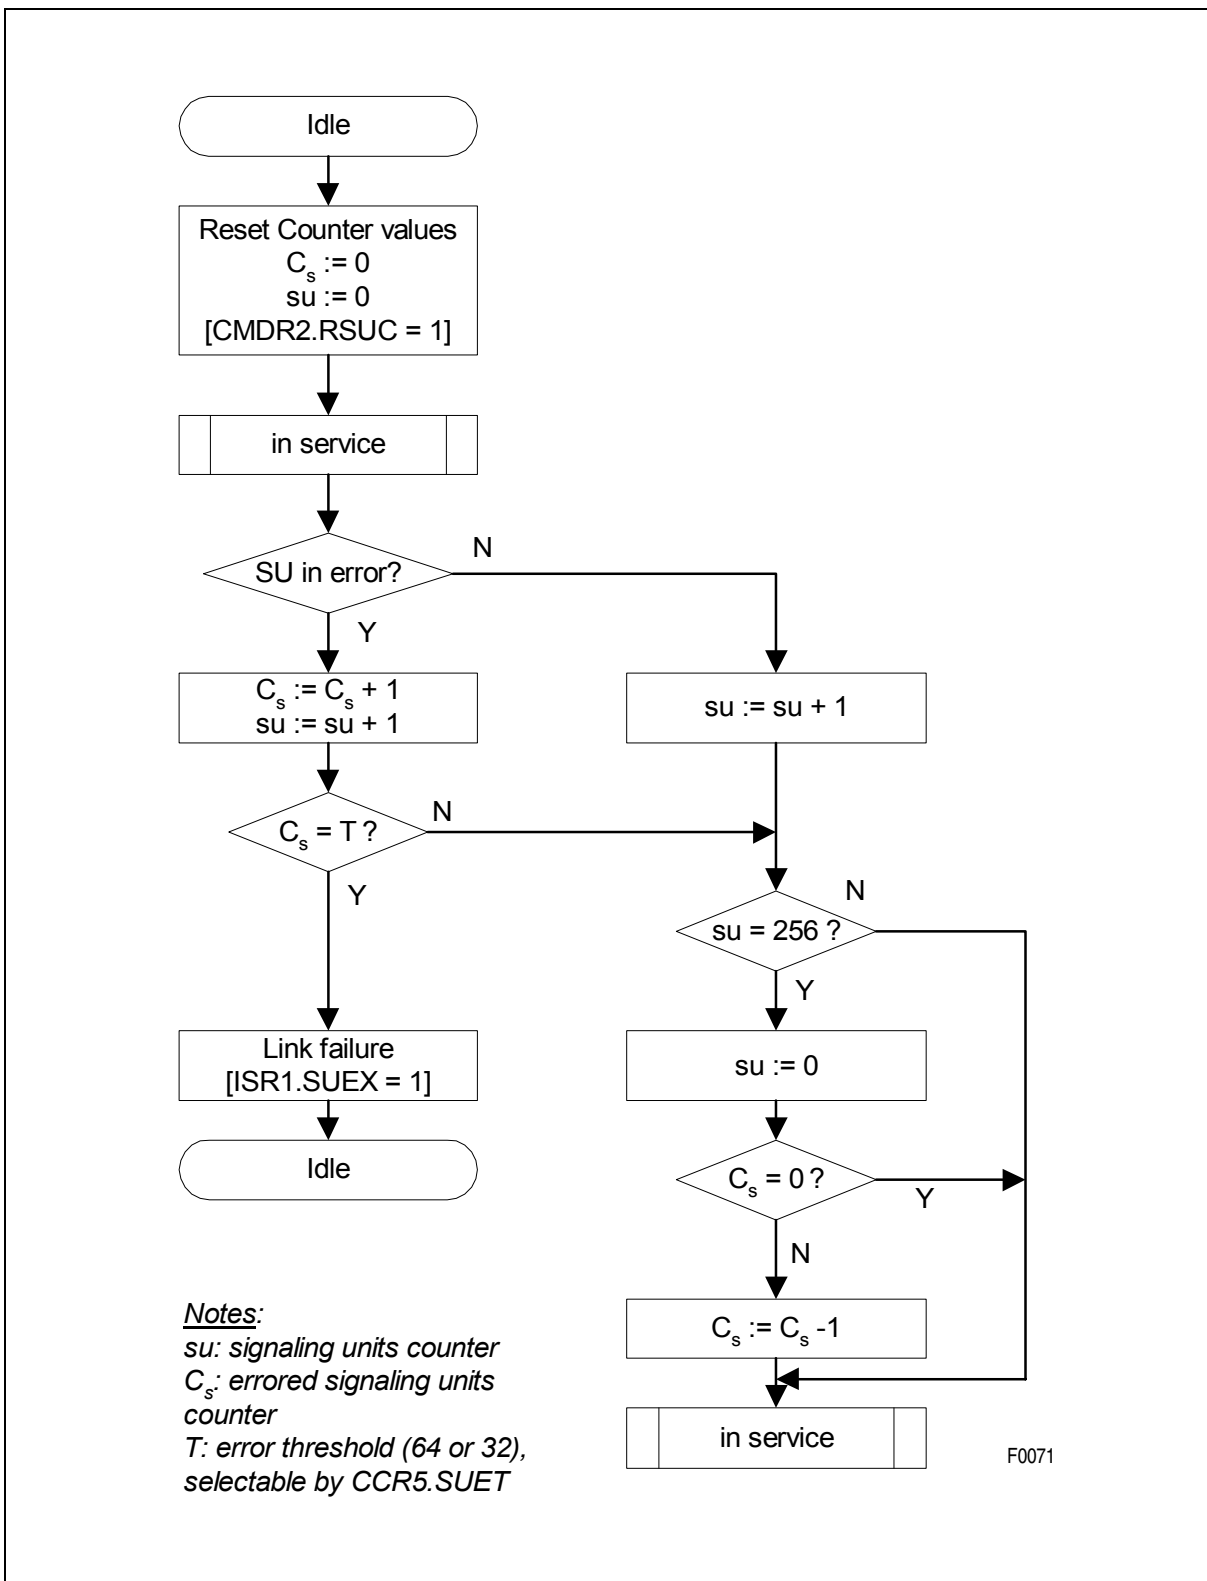 Idle
Reset Counter values
Cs := 0
su := 0
[CMDR2.RSUC = 1]
in service
SU in error?
N
Y
Cs := Cs + 1
su := su + 1
su := su + 1
Cs = T ?
N
Y
su = 256 ?
N
Y
Link failure
[ISR1.SUEX = 1]
su := 0
Idle
Cs = 0 ?
Y
N
Cs := Cs -1
in service
Notes:
su: signaling units counter
Cs: errored signaling units
counter
T: error threshold (64 or 32),
selectable by CCR5.SUET
F0071